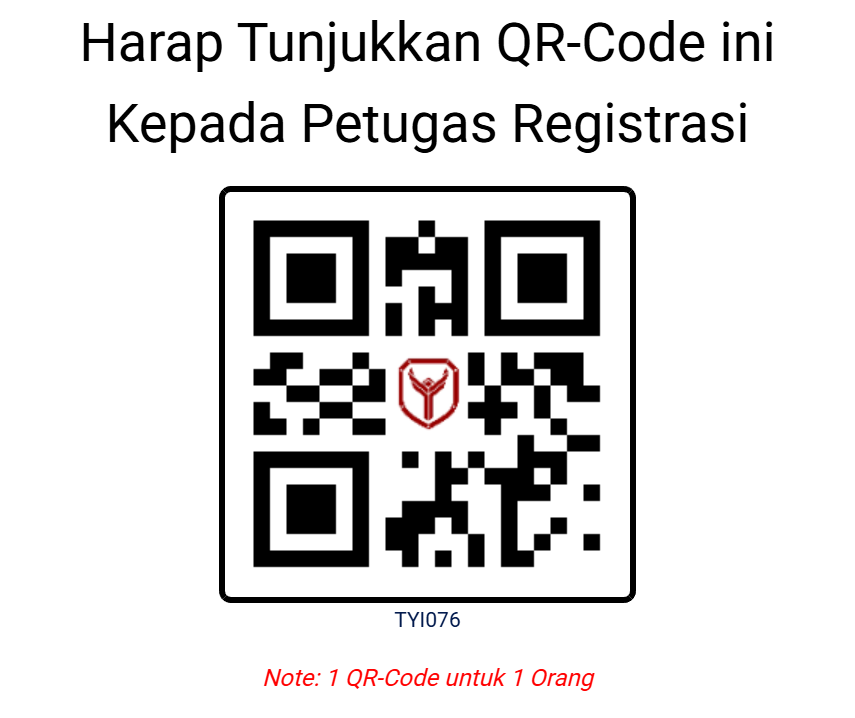 Harap Tunjukkan QR-Code ini
Kepada Petugas Registrasi
TYI076
Note: 1 QR-Code untuk 1 Orang